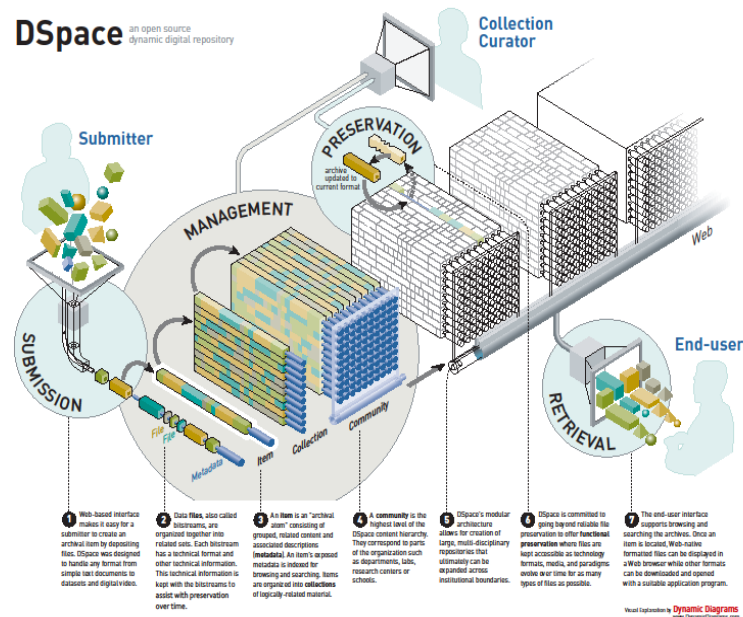 DSpace
an open source
dynamic digital repository
Collection
Curator
Submitter
PRESERVATION
archive
updated to
current format
MANAGEMENT
Web
SUBMISSION
End-user
RETRIEVAL
File
File
Metadata
Item
Collection
Community
1 Web-based interface
makes it easy for a
submitter to create an
archival item by depositing
files. DSpace was designed
to handle any format from
simple text documents to
datasets and digital video.
2 Data files, also called
bitstreams, are
organized together into
related sets. Each bitstream
has a technical format and
other technical information.
This technical information is
kept with the bitstreams to
assist with preservation
over time.
3 An item is an "archival
atom" consisting of
grouped, related content
and associated descriptions
(metadata). An item's exposed
metadata is indexed for
browsing and searching. Items
are organized into collections
of logically-related material.
4 A community is the
highest level of the
DSpace content hierarchy.
They correspond to parts
of the organization such
as departments, labs,
research centers or
schools.
5 DSpace's modular
architecture
allows for creation of
large, multi-disciplinary
repositories that
ultimately can be
expanded across
institutional boundaries.
6 DSpace is committed to
going beyond reliable file
preservation to offer functional
preservation where files are
kept accessible as technology
formats, media, and paradigms
evolve over time for as many
types of files as possible.
7 The end-user interface
supports browsing and
searching the archives. Once an
item is located, Web-native
formatted files can be displayed
in a Web browser while other
formats can be downloaded and opened
with a suitable application program.
Visual Explanation by Dynamic Diagrams
www.DynamicDiagrams.com